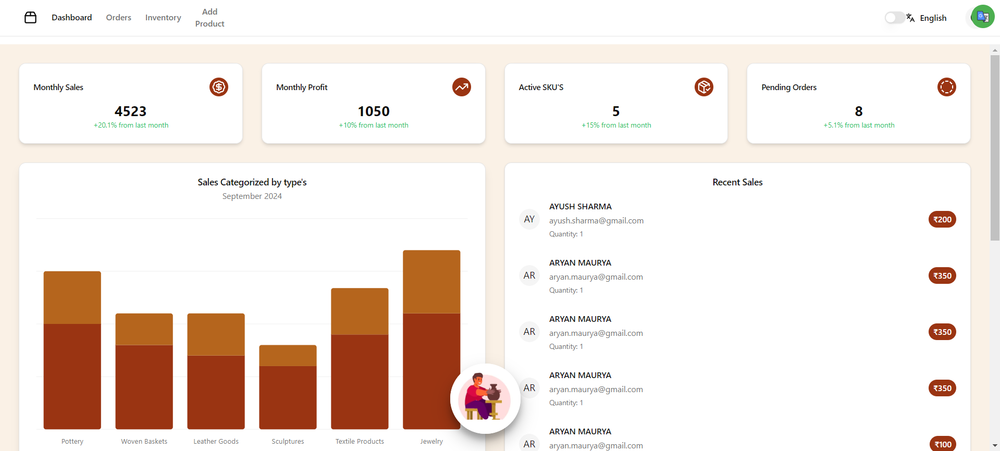 Dashboard
Orders
Inventory
Add
Product
English
Monthly Sales
4523
+20.1% from last month
Monthly Profit
1050
+10% from last month
Active SKU'S
5
+15% from last month
Pending Orders
8
+5.1% from last month
Sales Categorized by type's
September 2024
Pottery
Woven Baskets
Leather Goods
Sculptures
Textile Products
Jewelry
Recent Sales
AY
AYUSH SHARMA
ayush.sharma@gmail.com
Quantity: 1
₹200
AR
ARYAN MAURYA
aryan.maurya@gmail.com
Quantity: 1
₹350
AR
ARYAN MAURYA
aryan.maurya@gmail.com
Quantity: 1
₹350
AR
ARYAN MAURYA
aryan.maurya@gmail.com
Quantity: 1
₹350
AR
ARYAN MAURYA
aryan.maurya@gmail.com
₹100